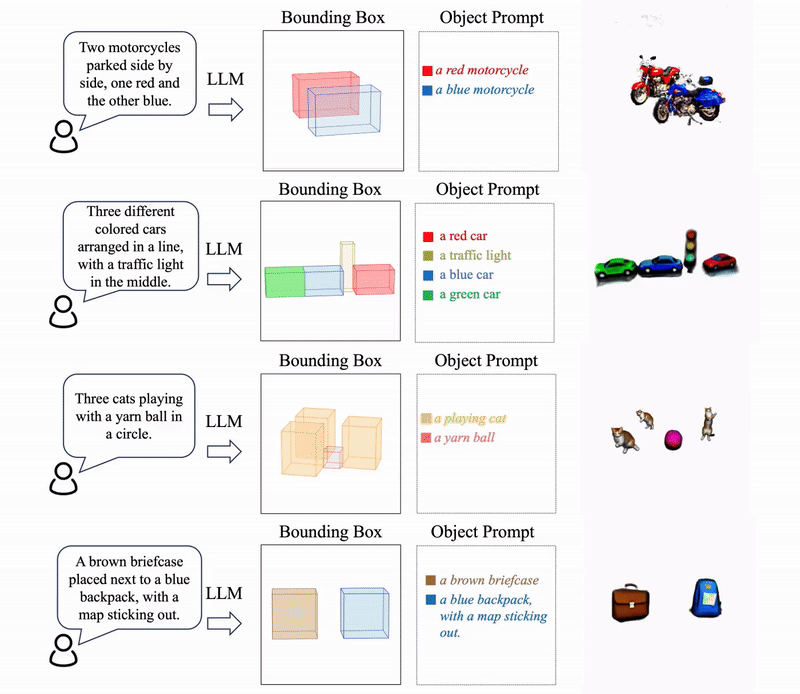 Bounding Box
Object Prompt
Two motorcycles
parked side by
side, one red and
the other blue.
LLM
a red motorcycle
a blue motorcycle
Bounding Box
Object Prompt
Three different
colored cars
arranged in a line,
with a traffic light
in the middle.
LLM
a red car
a traffic light
a blue car
a green car
Bounding Box
Object Prompt
Three cats playing
with a yarn ball in
a circle.
LLM
a playing cat
a yarn ball
Bounding Box
Object Prompt
A brown briefcase
placed next to a blue
backpack, with a
map sticking out.
LLM
a brown briefcase
a blue backpack,
with a map sticking
out.